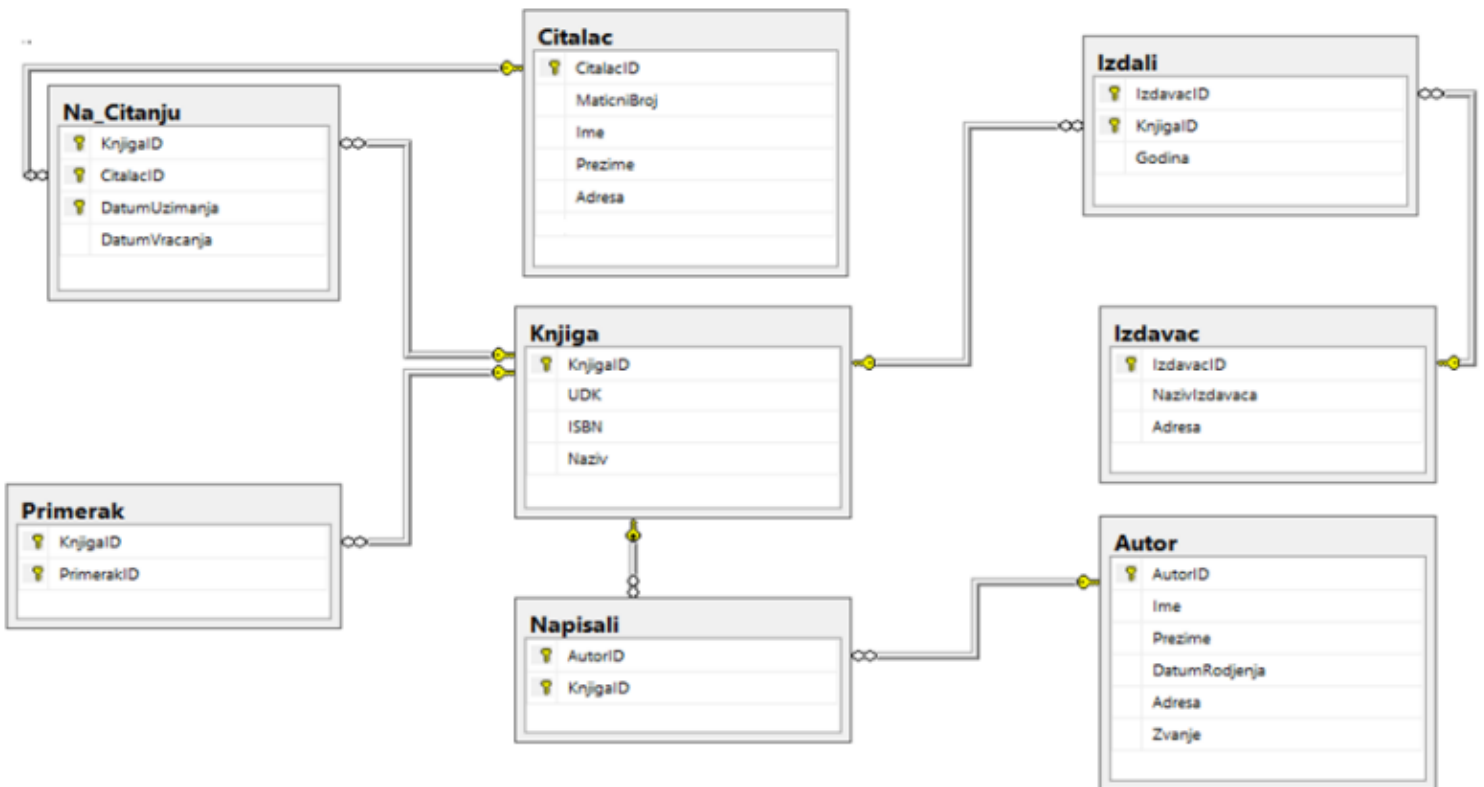 Citalac
CitalacID
MaticniBroj
Ime
Prezime
Adresa
Izdali
IzdavacID
KnjigaID
Godina
Na_Citanju
KnjigaID
CitalacID
DatumUzimanja
DatumVracanja
Knjiga
KnjigaID
UDK
ISBN
Naziv
Izdavac
IzdavacID
NazivIzdavaca
Adresa
Primerak
KnjigaID
PrimerakID
Napisali
AutorID
KnjigaID
Autor
AutorID
Ime
Prezime
DatumRodjenja
Adresa
Zvanje